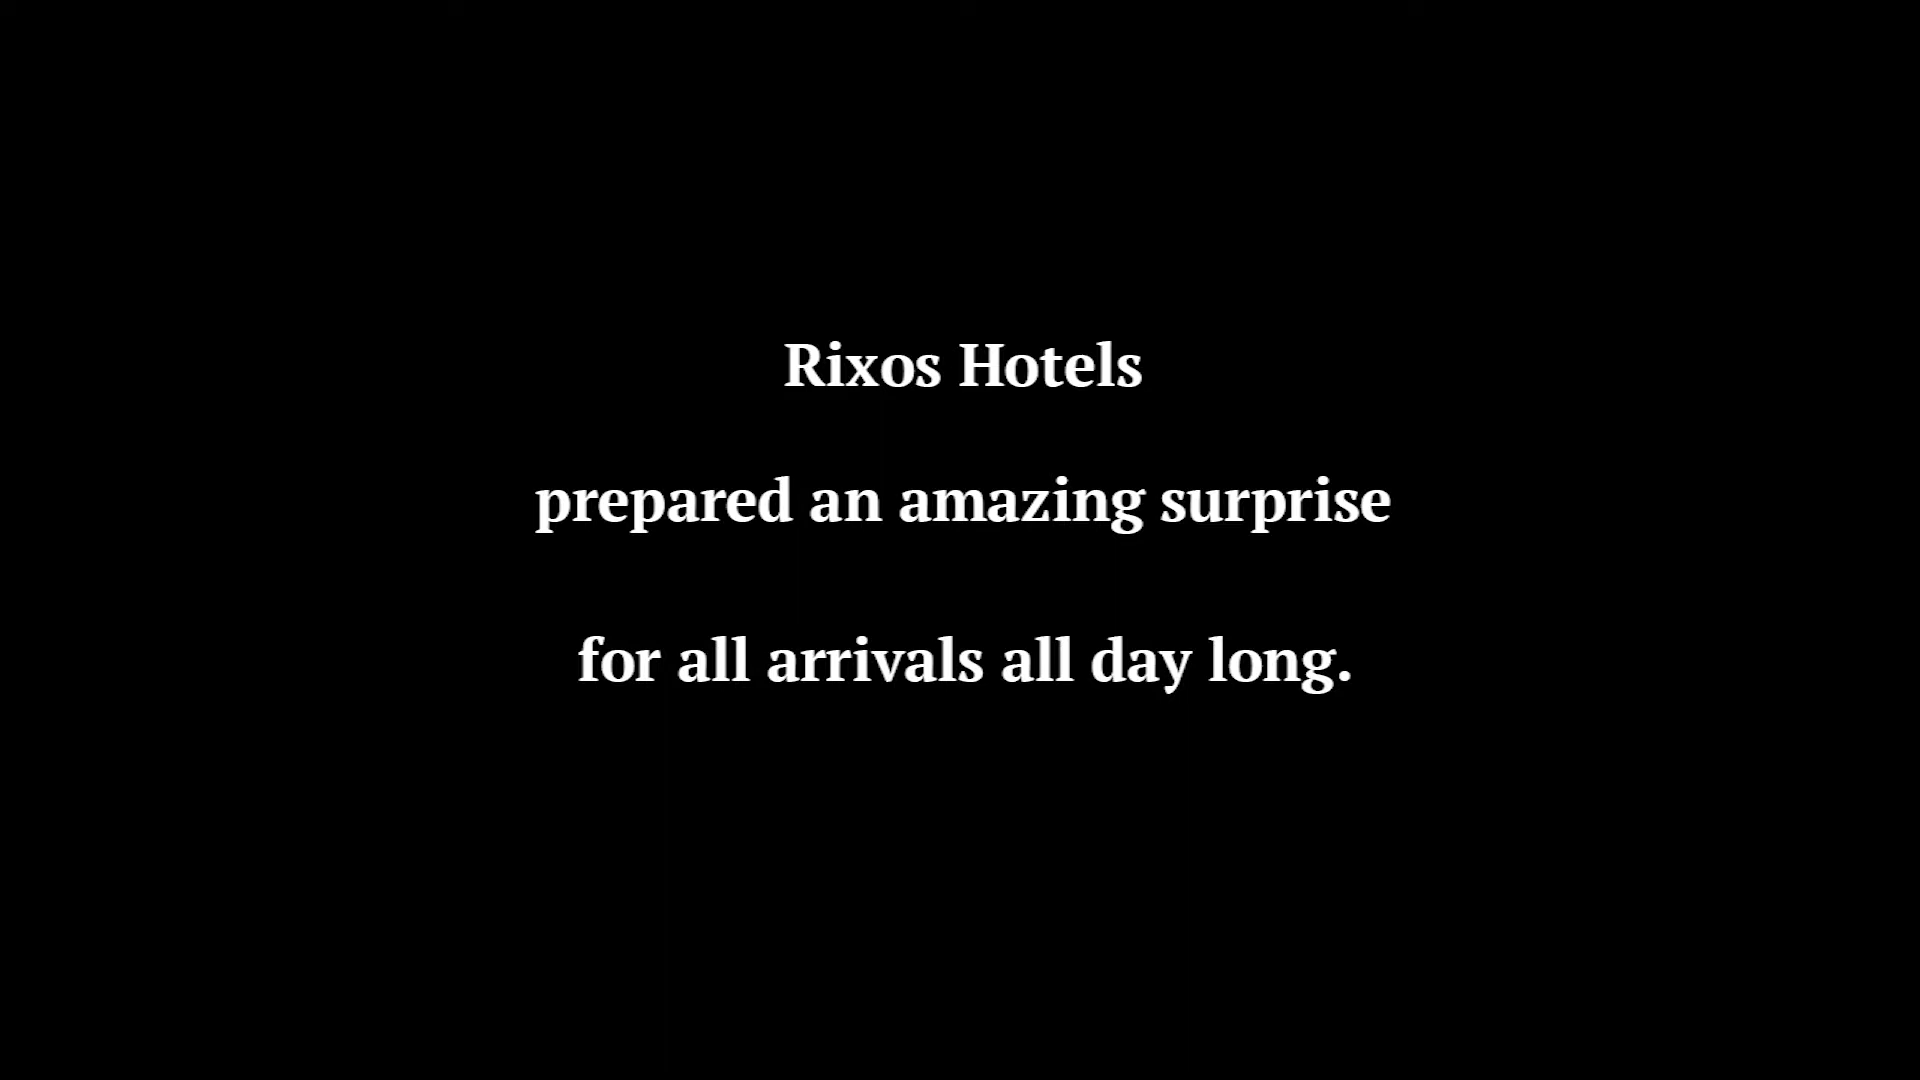 Rixos Hotels
prepared an amazing surprise
for all arrivals all day long.